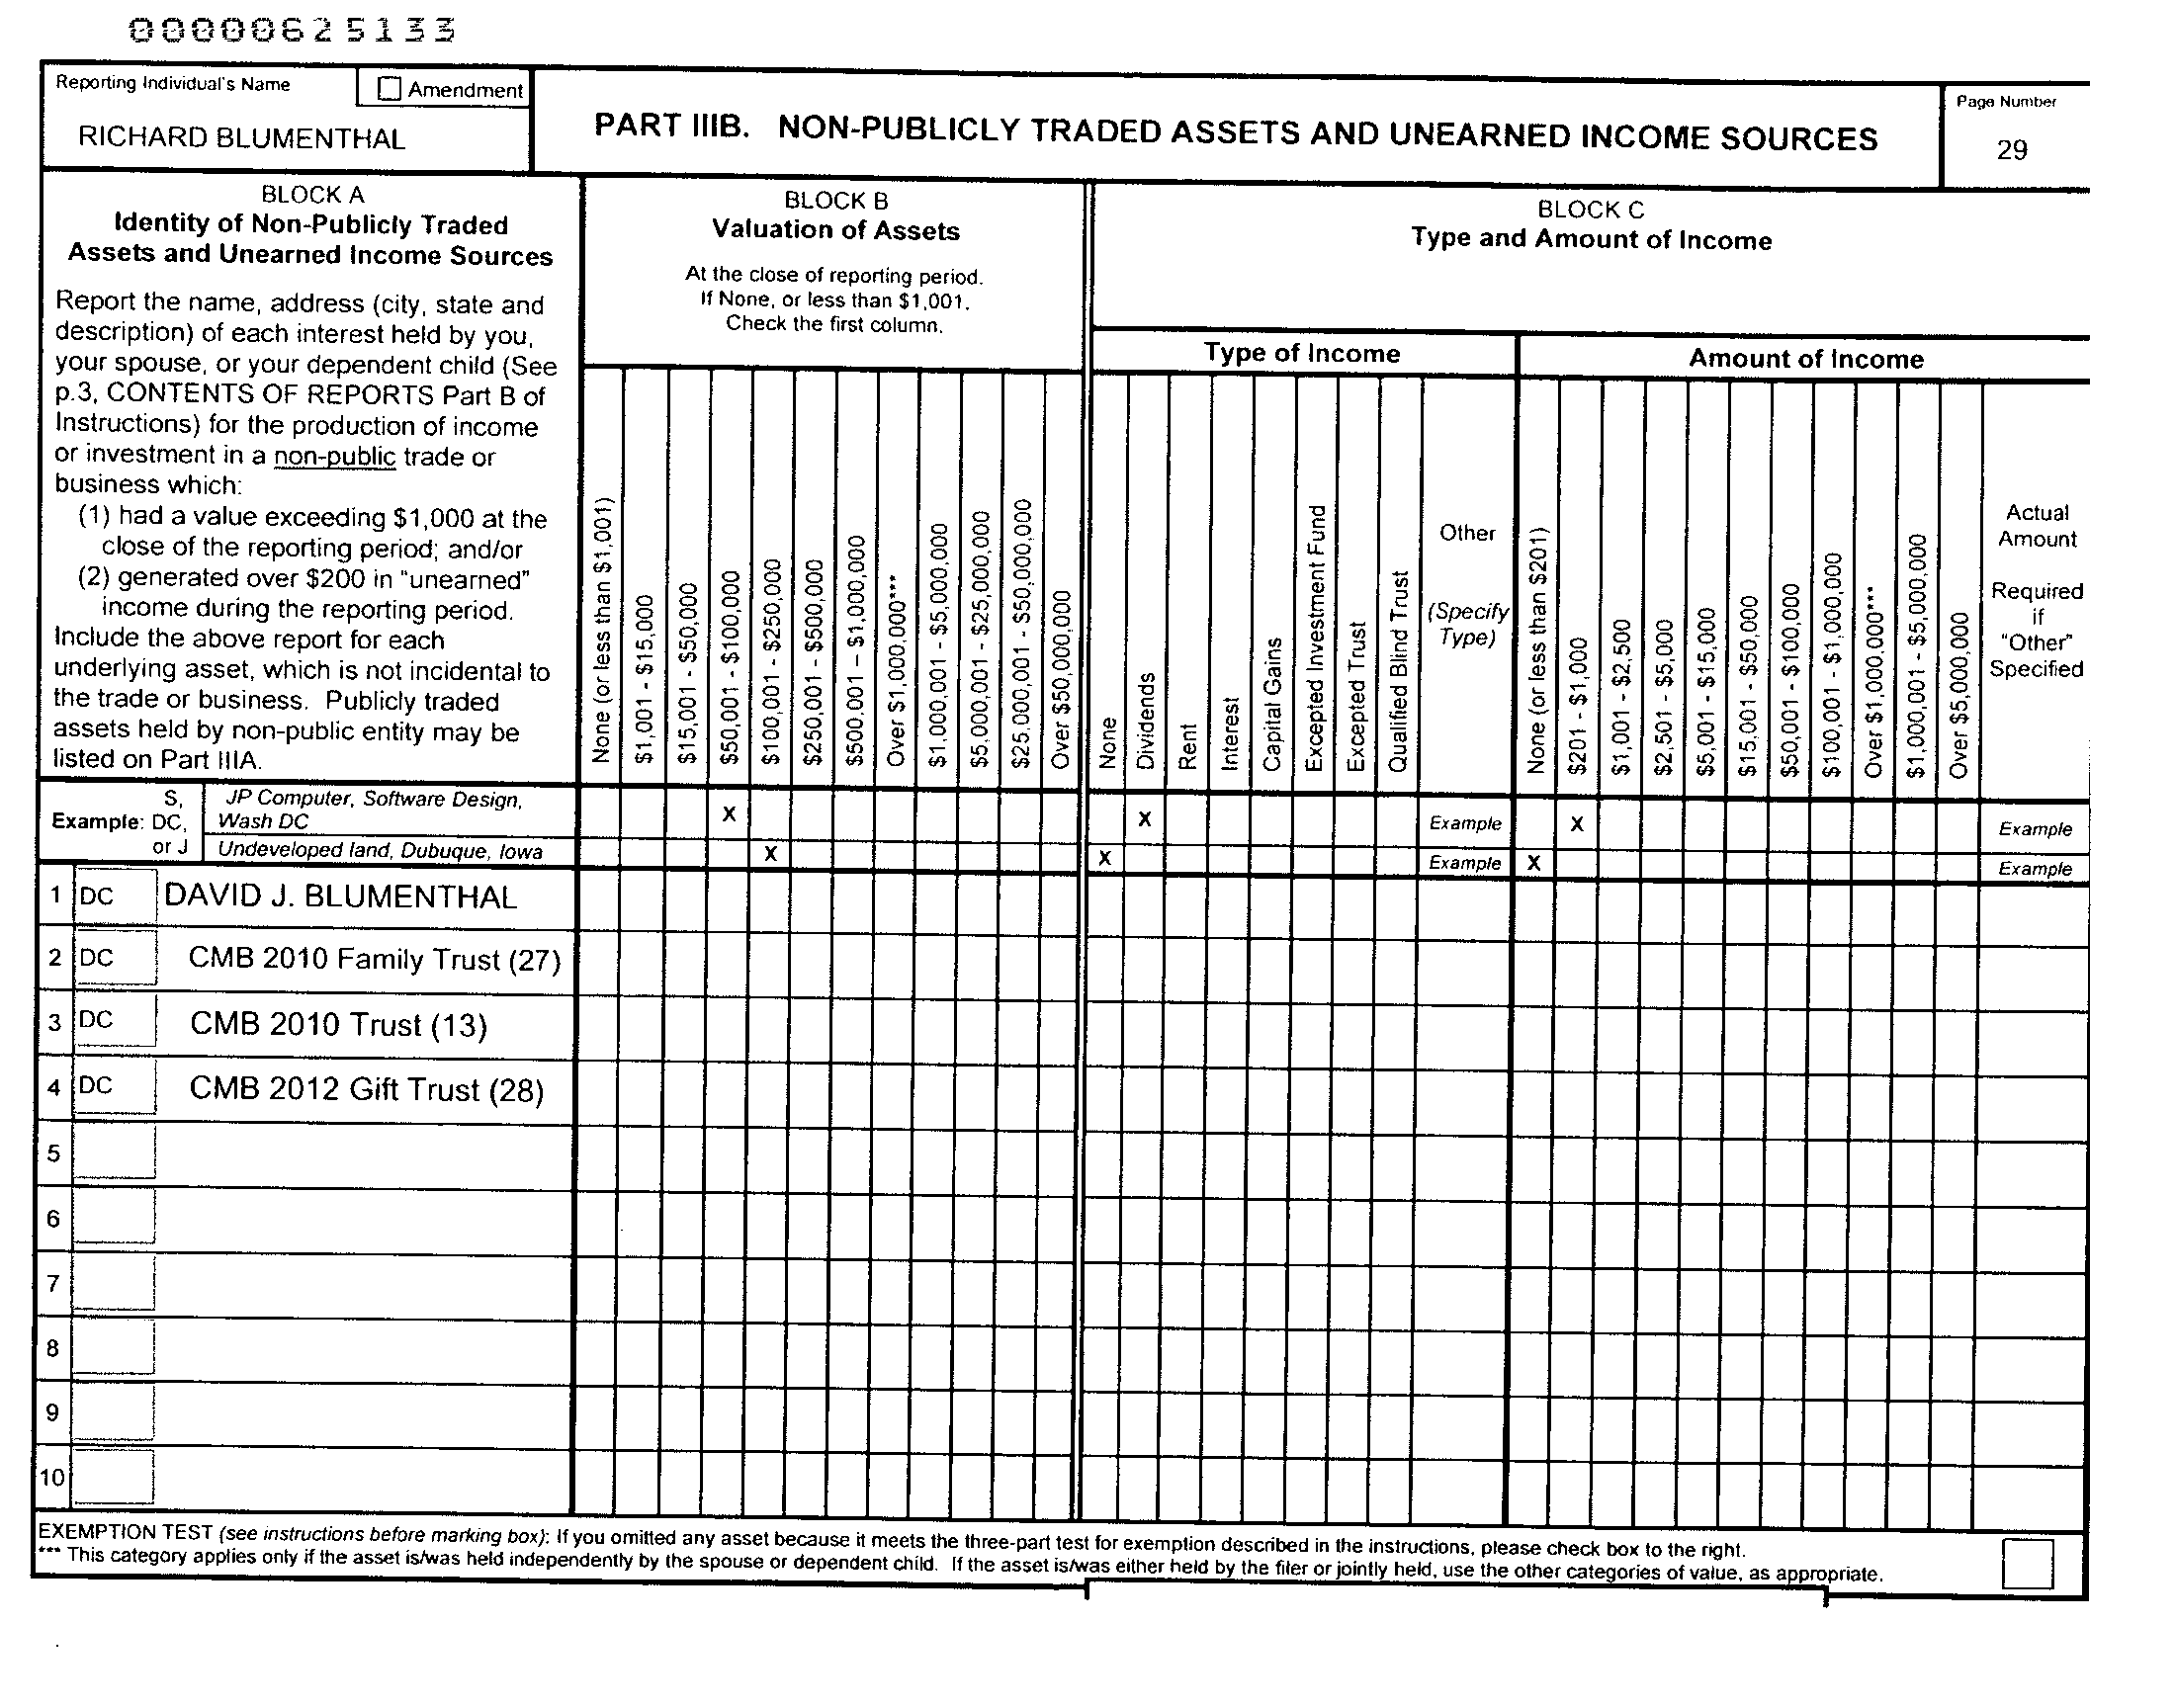 00000625133
Reporting Individual's Name
Amendment
RICHARD BLUMENTHAL
PART IIIB. NON-PUBLICLY TRADED ASSETS AND UNEARNED INCOME SOURCES
Page Number
29
BLOCK A
Identity of Non-Publicly Traded
Assets and Unearned Income Sources
Report the name, address (city, state and
description) of each interest held by you,
your spouse, or your dependent child (See
p.3, CONTENTS OF REPORTS Part B of
Instructions) for the production of income
or investment in a non-public trade or
business which:
(1) had a value exceeding $1,000 at the
close of the reporting period; and/or
(2) generated over $200 in "unearned"
income during the reporting period.
Include the above report for each
underlying asset, which is not incidental to
the trade or business. Publicly traded
assets held by non-public entity may be
listed on Part IIIA.
BLOCK B
Valuation of Assets
At the close of reporting period.
If None, or less than $1,001.
Check the first column.
None (or less than $1,001)
$1,001 - $15,000
$15,001 - $50,000
$50,001 - $100,000
$100,001 - $250,000
$250,001 - $500,000
$500,001 – $1,000,000
Over $1,000,000***
$1,000,001 - $5,000,000
$5,000,001 - $25,000,000
$25,000,001 - $50,000,000
Over $50,000,000
BLOCK C
Type and Amount of Income
Type of Income
None
Dividends
Rent
Interest
Capital Gains
Excepted Investment Fund
Excepted Trust
Qualified Blind Trust
Other
(Specify
Type)
Amount of Income
None (or less than $201)
$201 - $1,000
$1,001 - $2,500
$2,501 - $5,000
$5,001 - $15,000
$15,001 - $50,000
$50,001 - $100,000
$100,001 - $1,000,000
Over $1,000,000***
$1,000,001 - $5,000,000
Over $5,000,000
Actual
Amount
Required
if
"Other"
Specified
Example: S, DC, or J
JP Computer, Software Design,
Wash DC
X X Example X Example
Undeveloped land, Dubuque, Iowa X X Example X Example
1 DC DAVID J. BLUMENTHAL
2 DC CMB 2010 Family Trust (27)
3 DC CMB 2010 Trust (13)
4 DC CMB 2012 Gift Trust (28)
5
6
7
8
9
10
EXEMPTION TEST (see instructions before marking box): If you omitted any asset because it meets the three-part test for exemption described in the instructions, please check box to the right.
*** This category applies only if the asset is/was held independently by the spouse or dependent child. If the asset is/was either held by the filer or jointly held, use the other categories of value, as appropriate.